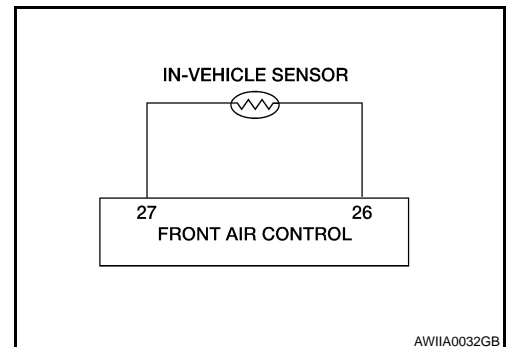 IN-VEHICLE SENSOR
27 26
FRONT AIR CONTROL
AWIIA0032GB